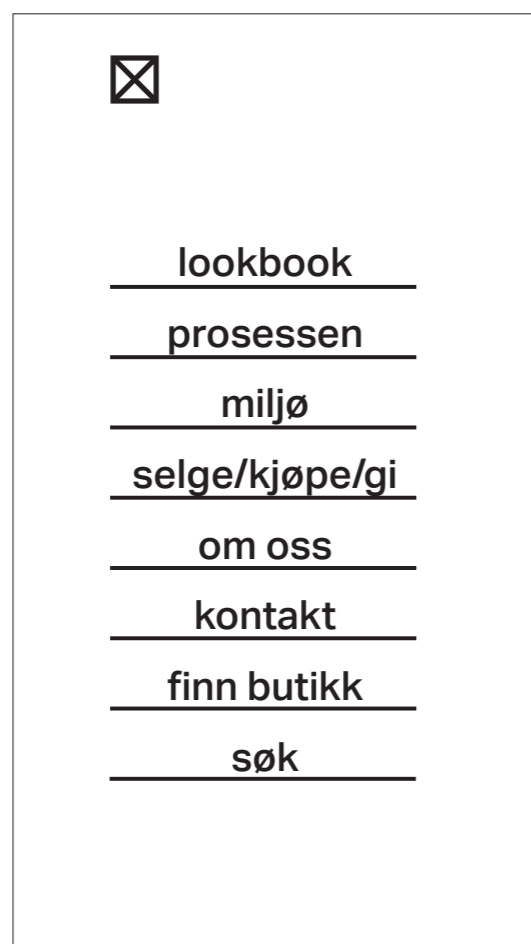 lookbook
prosessen
miljø
selge/kjøpe/gi
om oss
kontakt
finn butikk
søk